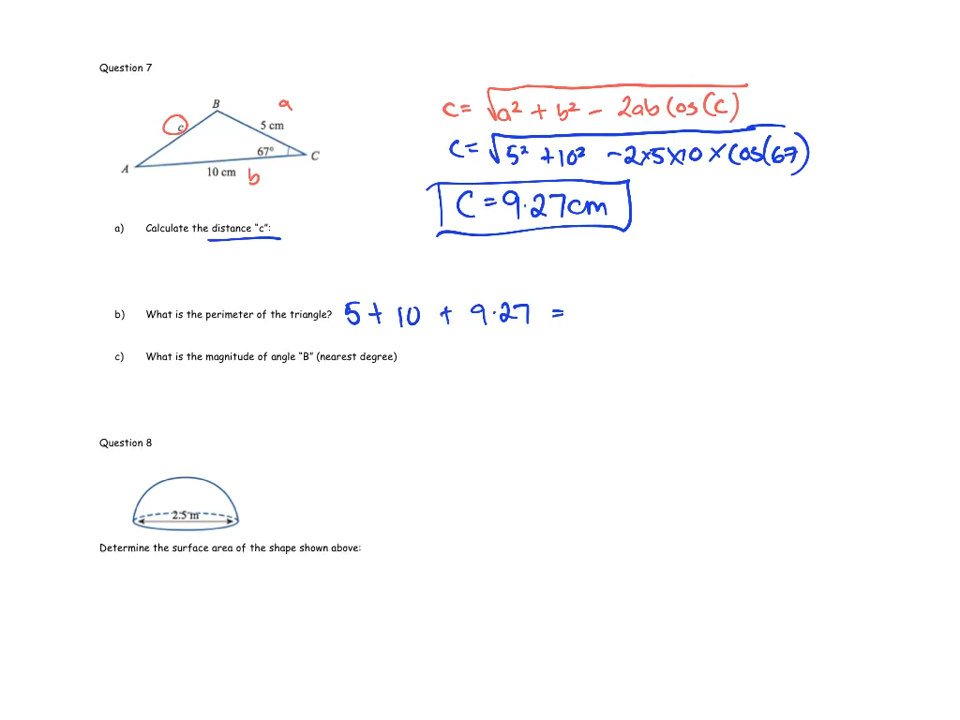 Question 7
B
a
c
5 cm
67°
C
A
10 cm
b
c = √a² + b² - 2ab Cos(C)
c = √5² + 10² - 2×5×10 × Cos(67)
C = 9.27cm
a) Calculate the distance "c":
b) What is the perimeter of the triangle? 5 + 10 + 9.27 =
c) What is the magnitude of angle "B" (nearest degree)
Question 8
2.5 m
Determine the surface area of the shape shown above: